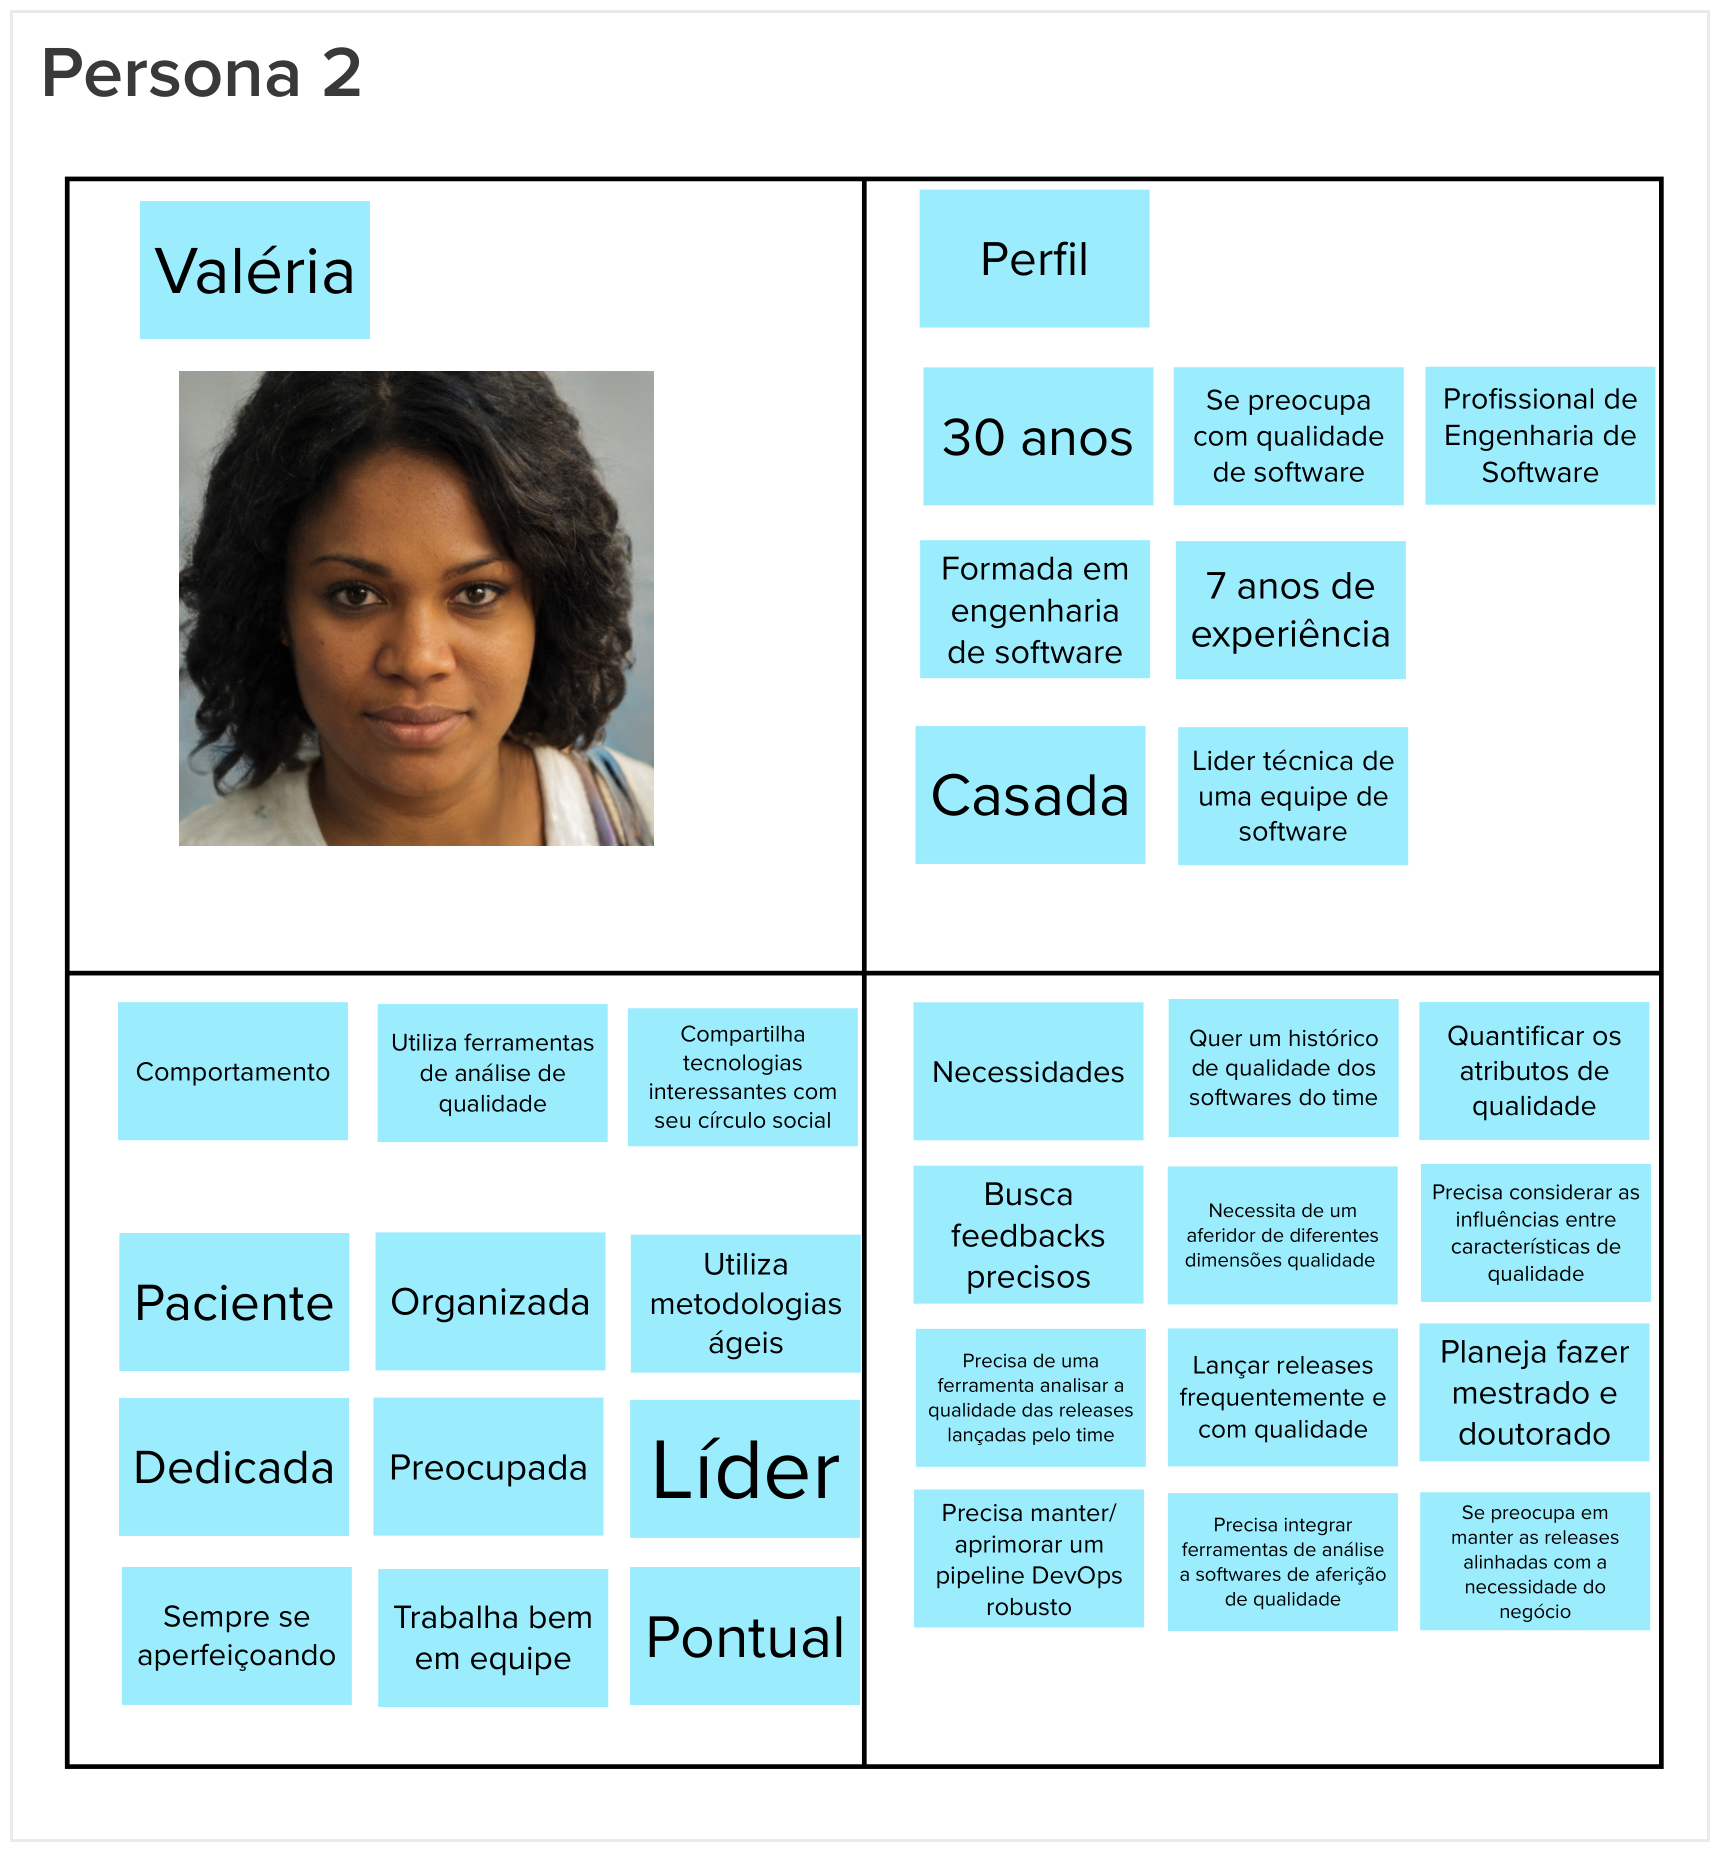 Persona 2
Valéria
Perfil
30 anos
Se preocupa
com qualidade
de software
Profissional de
Engenharia de
Software
Formada em
engenharia
de software
7 anos de
experiência
Casada
Lider técnica de
uma equipe de
software
Comportamento
Utiliza ferramentas
de análise de
qualidade
Compartilha
tecnologias
interessantes com
seu círculo social
Paciente
Organizada
Utiliza
metodologias
ágeis
Dedicada
Preocupada
Líder
Sempre se
aperfeiçoando
Trabalha bem
em equipe
Pontual
Necessidades
Quer um histórico
de qualidade dos
softwares do time
Quantificar os
atributos de
qualidade
Busca
feedbacks
precisos
Necessita de um
aferidor de diferentes
dimensões qualidade
Precisa considerar as
influências entre
características de
qualidade
Precisa de uma
ferramenta analisar a
qualidade das releases
lançadas pelo time
Lançar releases
frequentemente e
com qualidade
Planeja fazer
mestrado e
doutorado
Precisa manter/
aprimorar um
pipeline DevOps
robusto
Precisa integrar
ferramentas de análise
a softwares de aferição
de qualidade
Se preocupa em
manter as releases
alinhadas com a
necessidade do
negócio